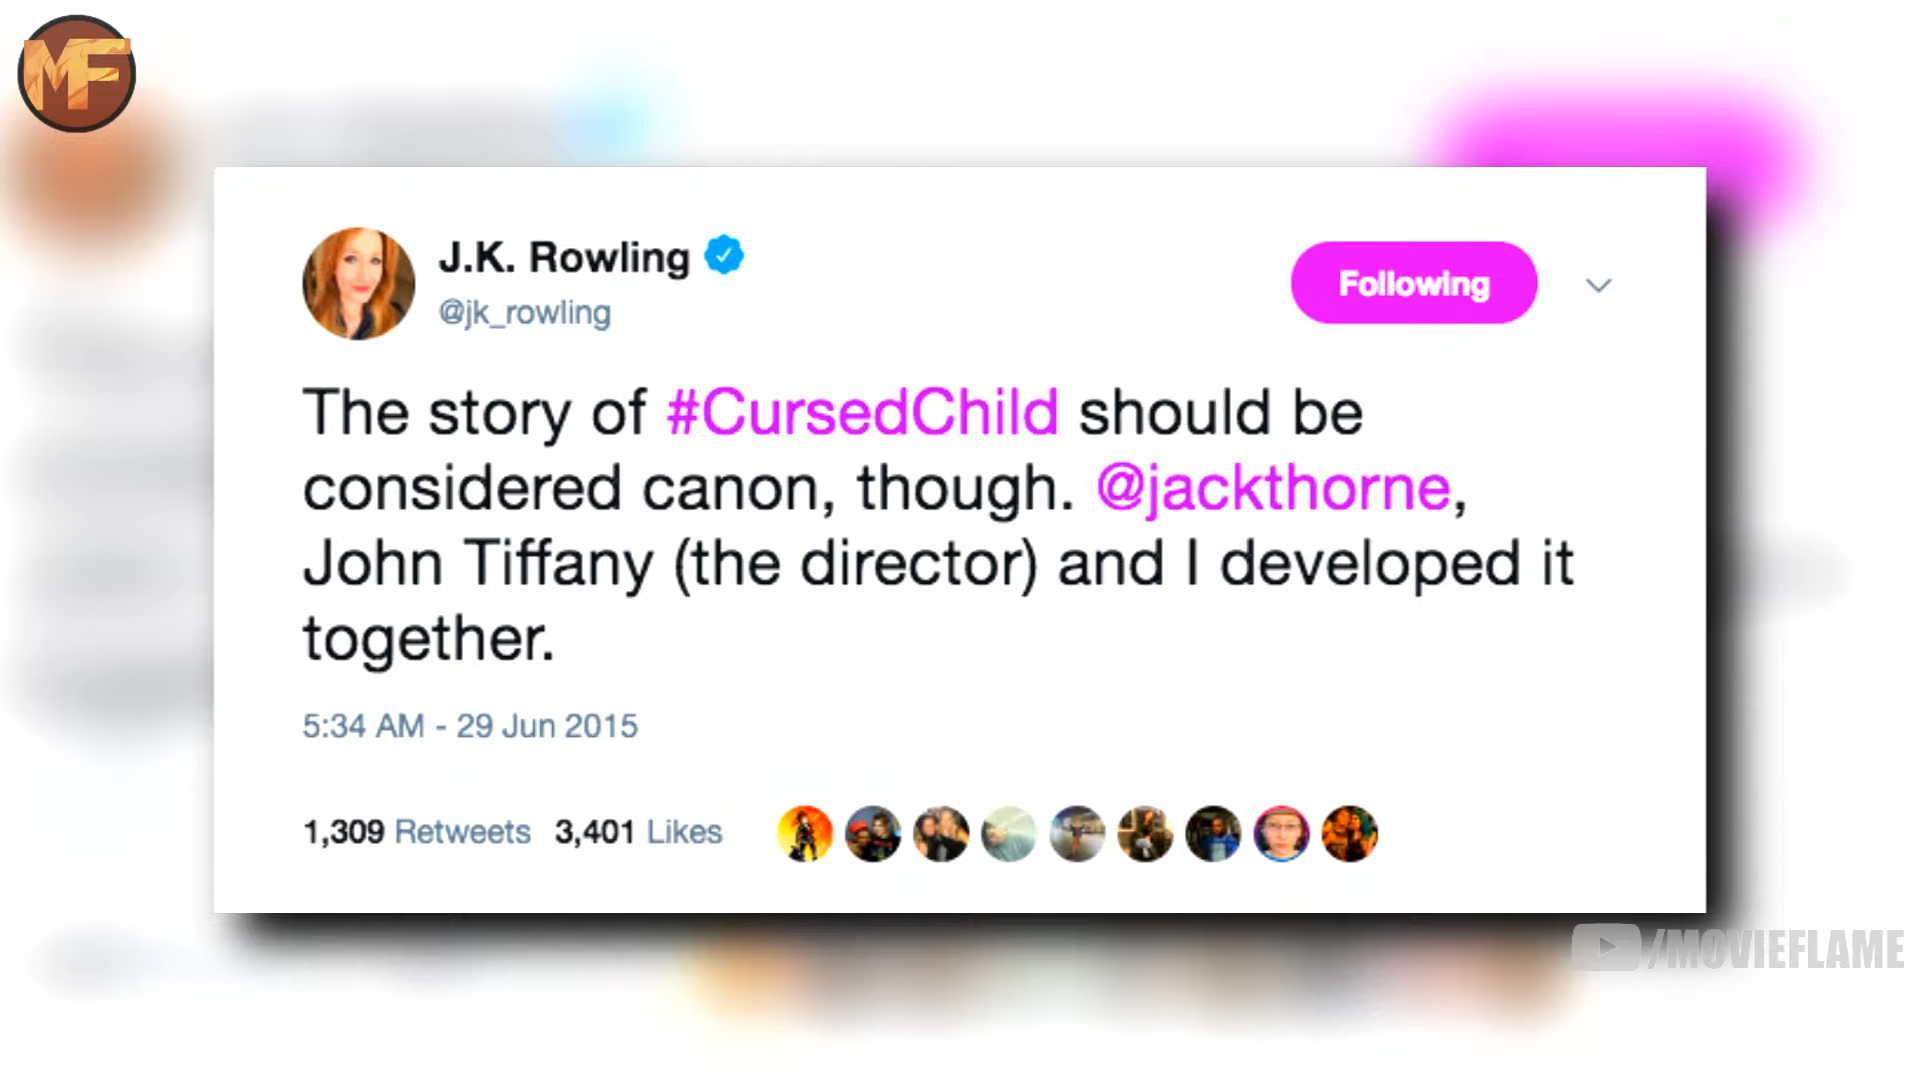 MF
J.K. Rowling
@jk_rowling
Following
The story of #CursedChild should be
considered canon, though. @jackthorne,
John Tiffany (the director) and I developed it
together.
5:34 AM - 29 Jun 2015
1,309 Retweets 3,401 Likes
/MOVIEFLAME